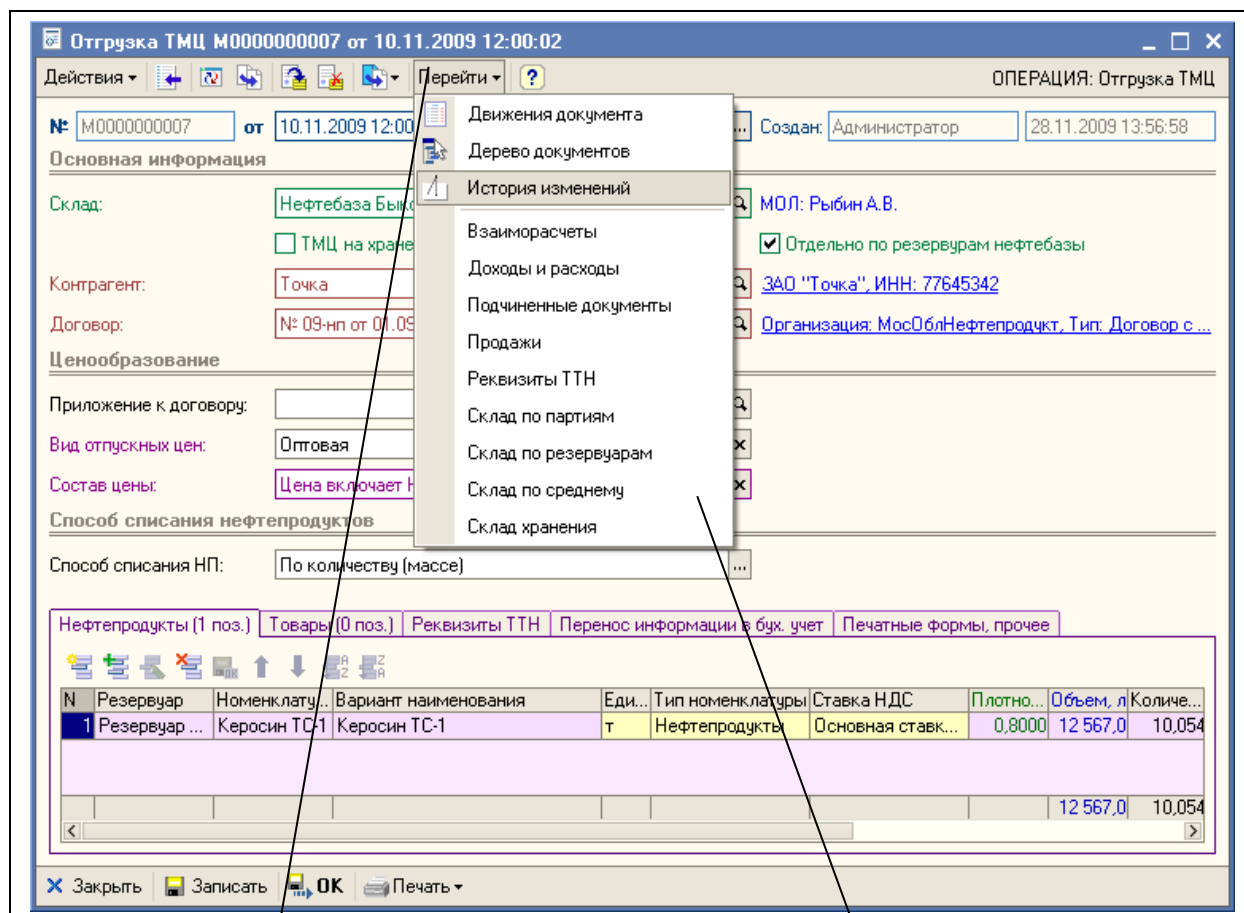 Отгрузка ТМЦ М0000000007 от 10.11.2009 12:00:02
Действия Перейти ? ОПЕРАЦИЯ: Отгрузка ТМЦ
№: М0000000007 от 10.11.2009 12:00 ... Создан: Администратор 28.11.2009 13:56:58
Основная информация
Движения документа
Дерево документов
История изменений
Взаиморасчеты
Доходы и расходы
Подчиненные документы
Продажи
Реквизиты ТТН
Склад по партиям
Склад по резервуарам
Склад по среднему
Склад хранения
Склад: Нефтебаза Бык МОЛ: Рыбин А.В.
ТМЦ на хране Отдельно по резервурам нефтебазы
Контрагент: Точка ЗАО "Точка", ИНН: 77645342
Договор: № 09-нп от 01.09 Организация: МосОблНефтепродукт, Тип: Договор с ...
Ценообразование
Приложение к договору:
Вид отпускных цен: Оптовая
Состав цены: Цена включает Н
Способ списания нефтепродуктов
Способ списания НП: По количеству (массе) ...
Нефтепродукты (1 поз.) Товары (0 поз.) Реквизиты ТТН Перенос информации в бух. учет Печатные формы, прочее
N Резервуар Номенклату... Вариант наименования Еди... Тип номенклатуры Ставка НДС Плотно... Объем, л Количе...
1 Резервуар ... Керосин ТС-1 Керосин ТС-1 т Нефтепродукты Основная ставк... 0,8000 12 567,0 10,054
12 567,0 10,054
Закрыть Записать OK Печать